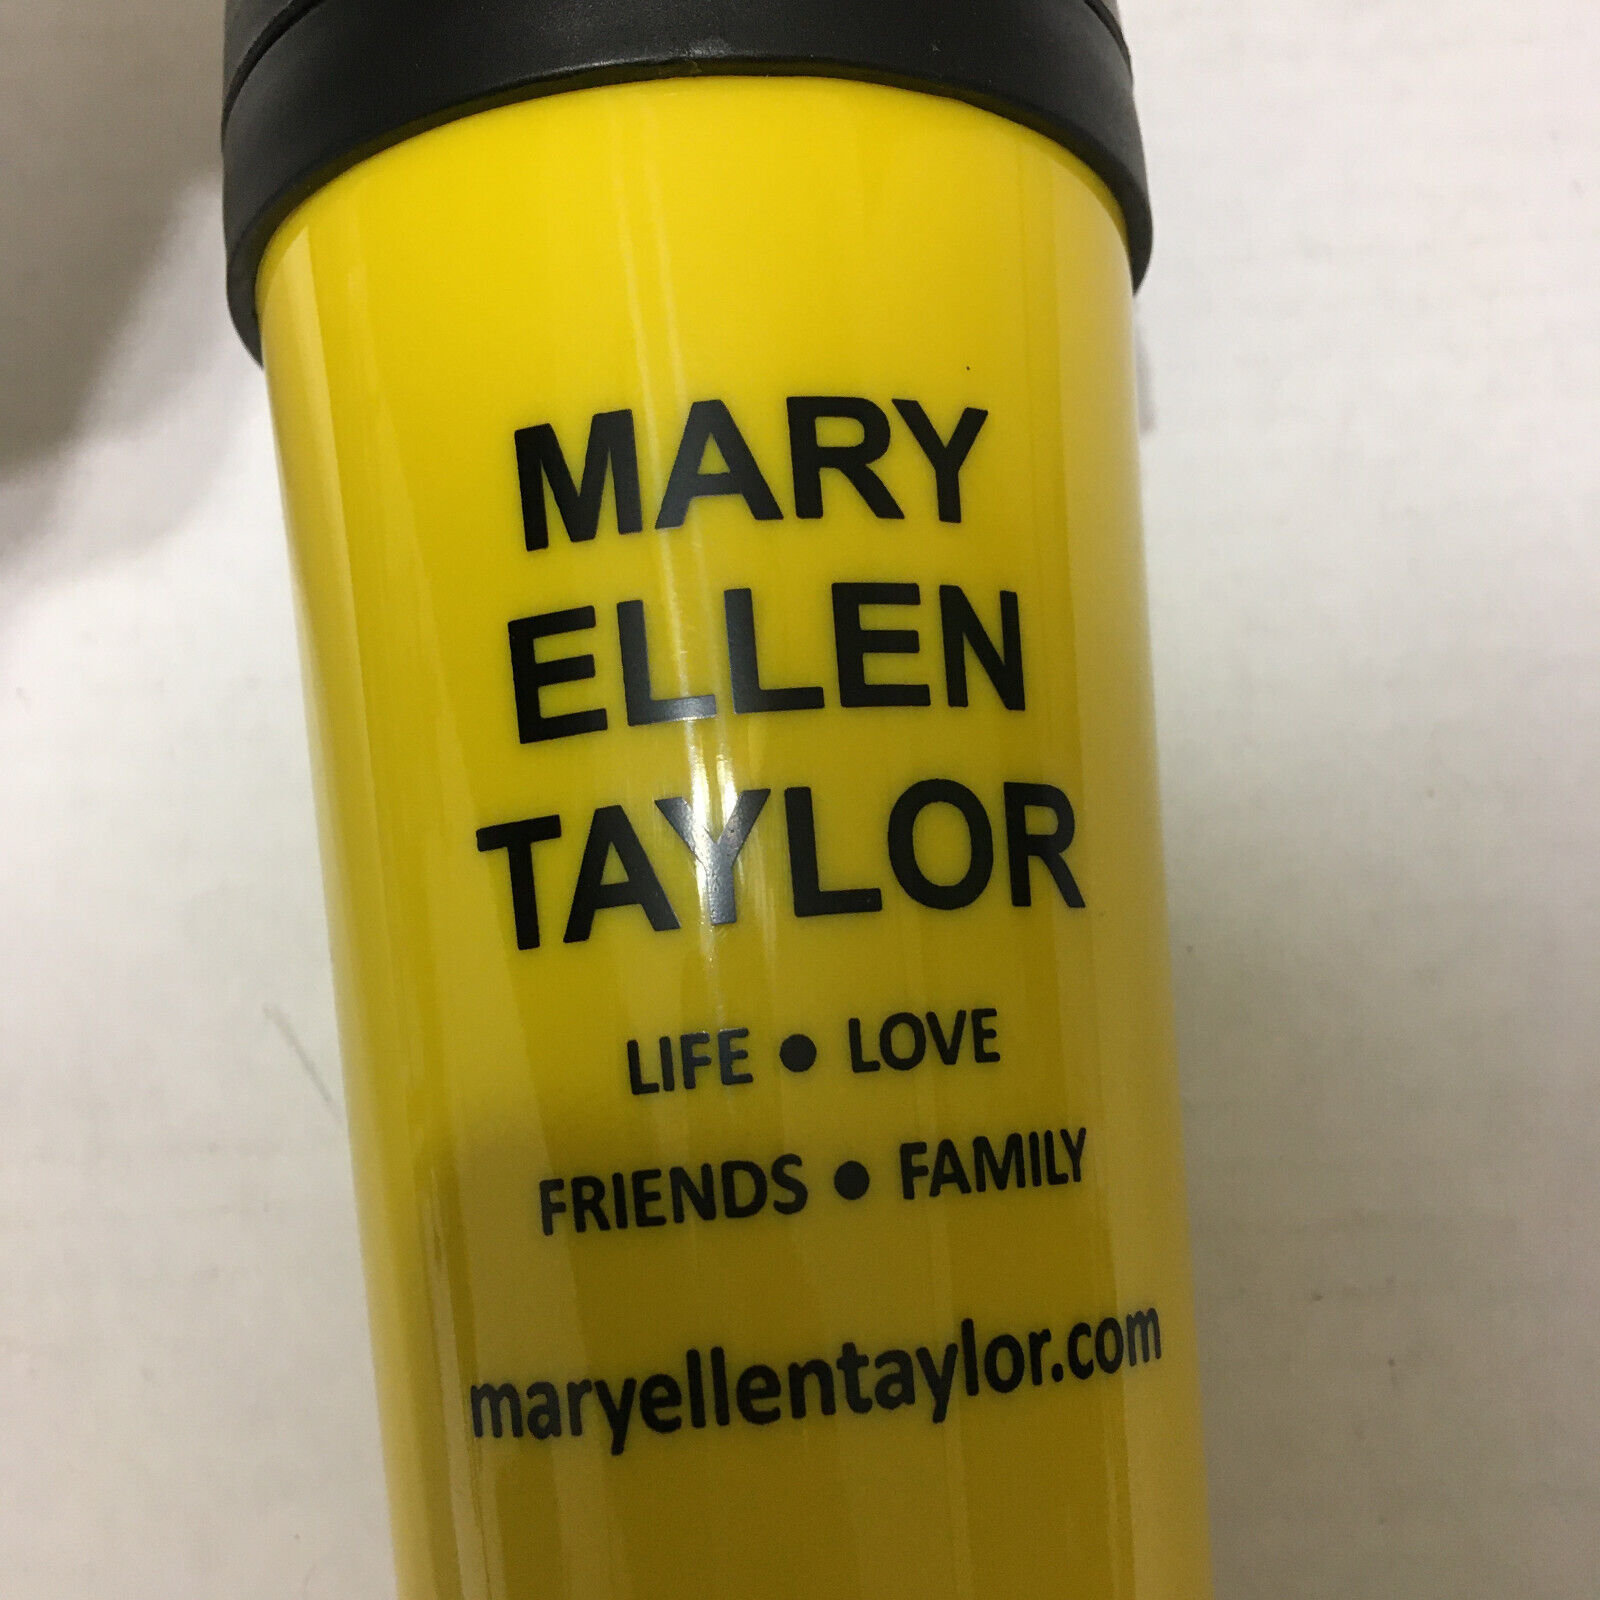 MARY
ELLEN
TAYLOR
LIFE • LOVE
FRIENDS • FAMILY
maryellentaylor.com